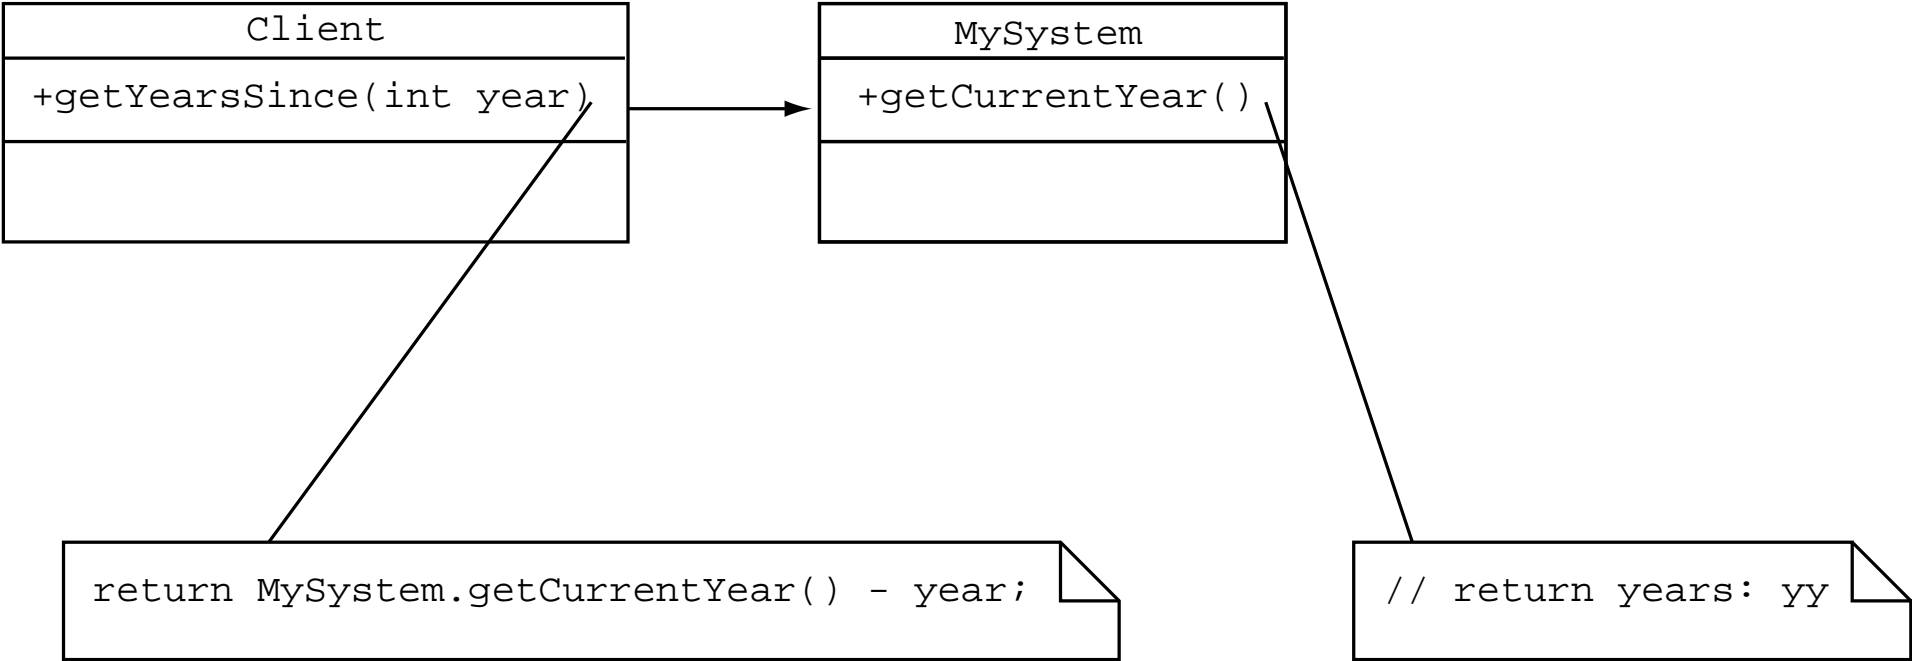 Client
+getYearsSince(int year)
MySystem
+getCurrentYear()
return MySystem.getCurrentYear() - year;
// return years: yy